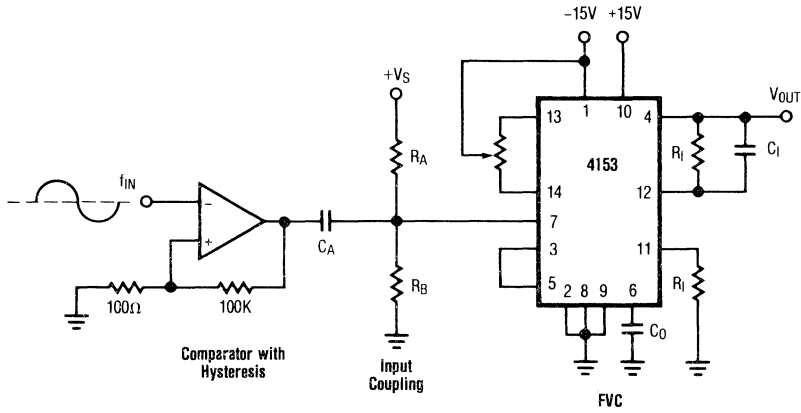 −15V +15V
+VS
VOUT
13 1 10 4
RA
RI
CI
4153
fIN
−
14 12
7
CA
+
3 11
RB
RI
5 2 8 9 6
100Ω 100K
CO
Comparator with
Hysteresis
Input
Coupling
FVC